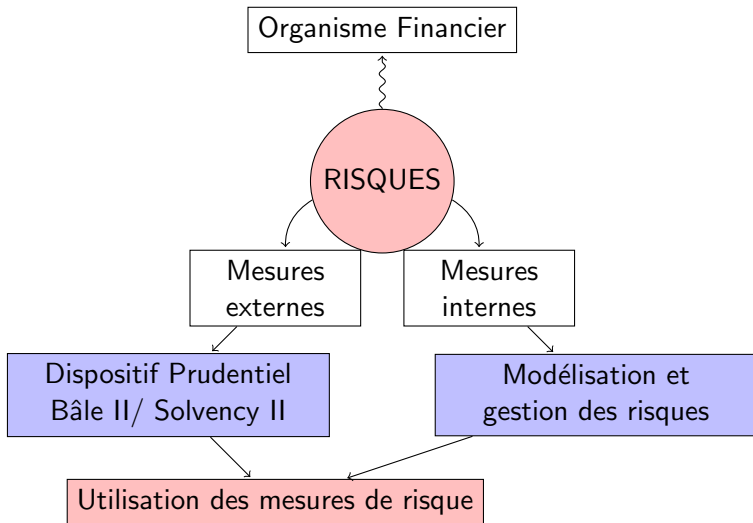 Organisme Financier
RISQUES
Mesures
externes
Mesures
internes
Dispositif Prudentiel
Bâle II/ Solvency II
Modélisation et
gestion des risques
Utilisation des mesures de risque